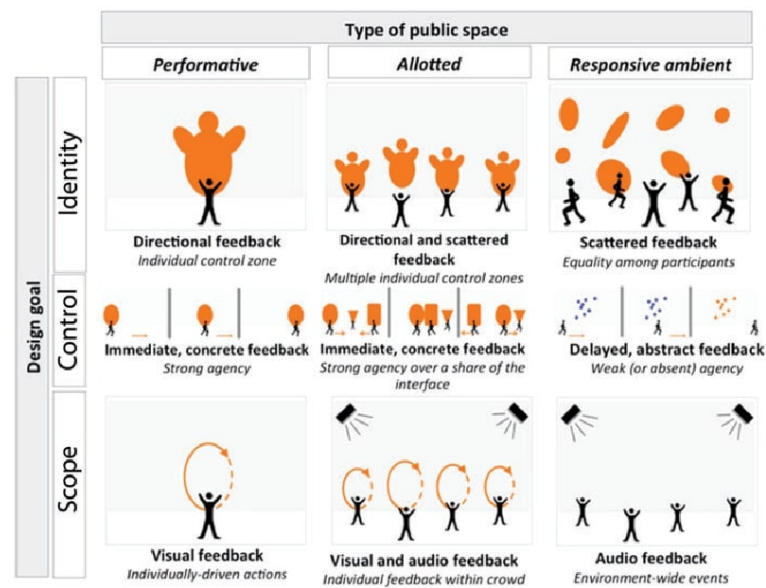 Type of public space
Performative
Allotted
Responsive ambient
Design goal
Identity
Directional feedback
Individual control zone
Directional and scattered
feedback
Multiple individual control zones
Scattered feedback
Equality among participants
Control
Immediate, concrete feedback
Strong agency
Immediate, concrete feedback
Strong agency over a share of the
interface
Delayed, abstract feedback
Weak (or absent) agency
Scope
Visual feedback
Individually-driven actions
Visual and audio feedback
Individual feedback within crowd
Audio feedback
Environment-wide events